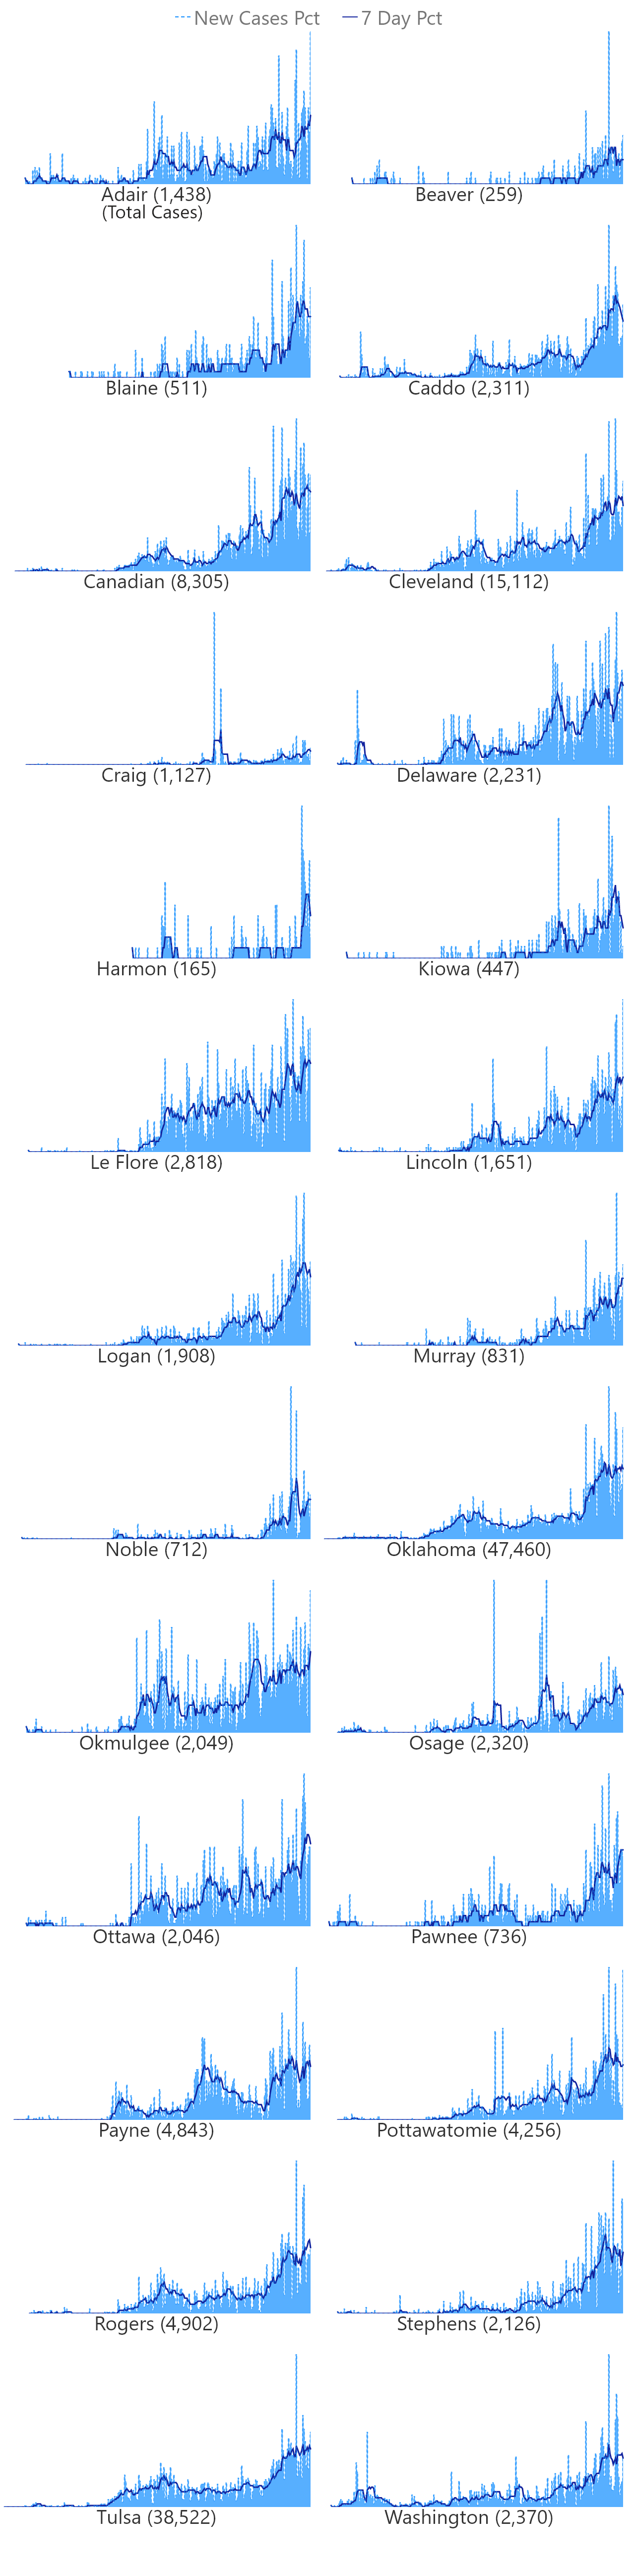 New Cases Pct 7 Day Pct
Adair (1,438) Beaver (259)
(Total Cases)
Blaine (511) Caddo (2,311)
Canadian (8,305) Cleveland (15,112)
Craig (1,127) Delaware (2,231)
Harmon (165) Kiowa (447)
Le Flore (2,818) Lincoln (1,651)
Logan (1,908) Murray (831)
Noble (712) Oklahoma (47,460)
Okmulgee (2,049) Osage (2,320)
Ottawa (2,046) Pawnee (736)
Payne (4,843) Pottawatomie (4,256)
Rogers (4,902) Stephens (2,126)
Tulsa (38,522) Washington (2,370)